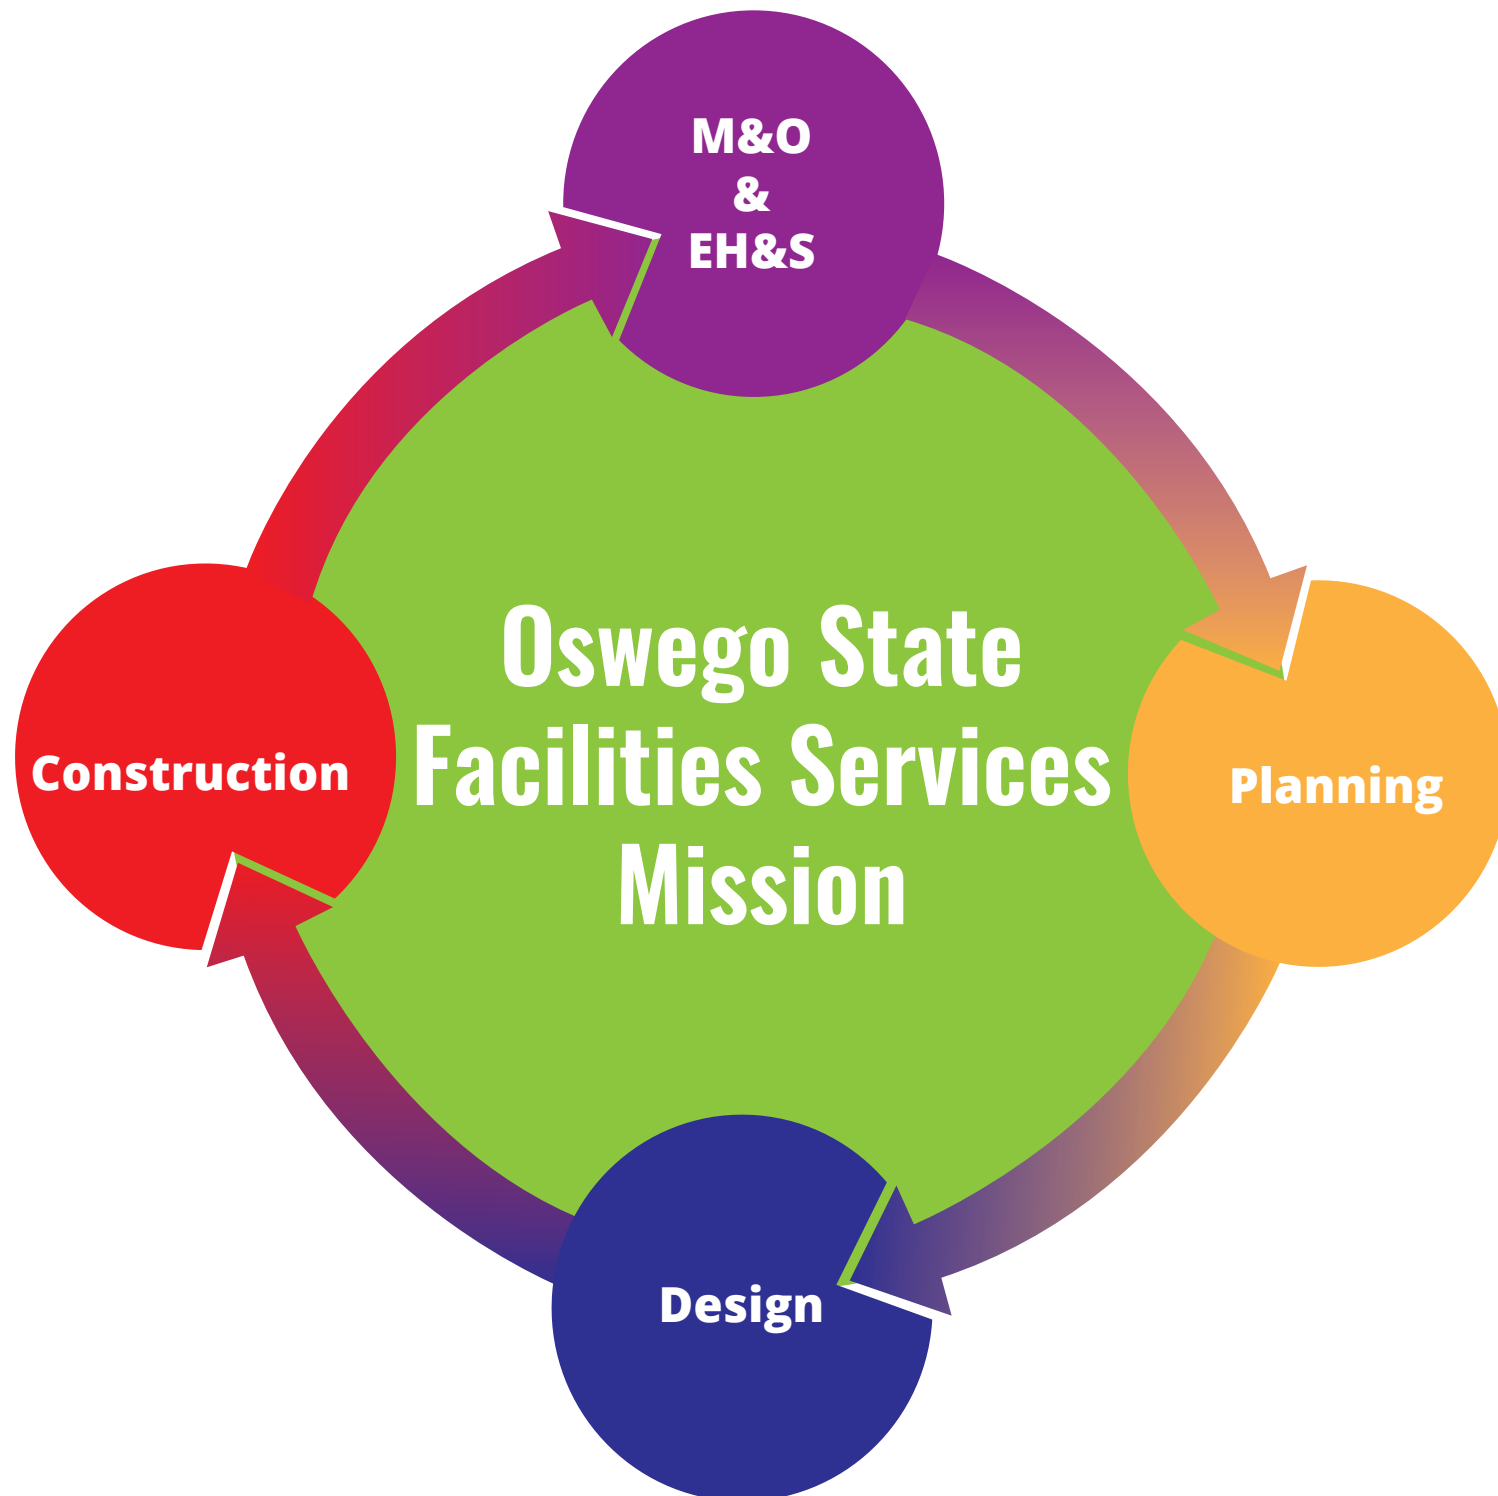 M&O
&
EH&S
Oswego State
Facilities Services
Mission
Construction
Planning
Design